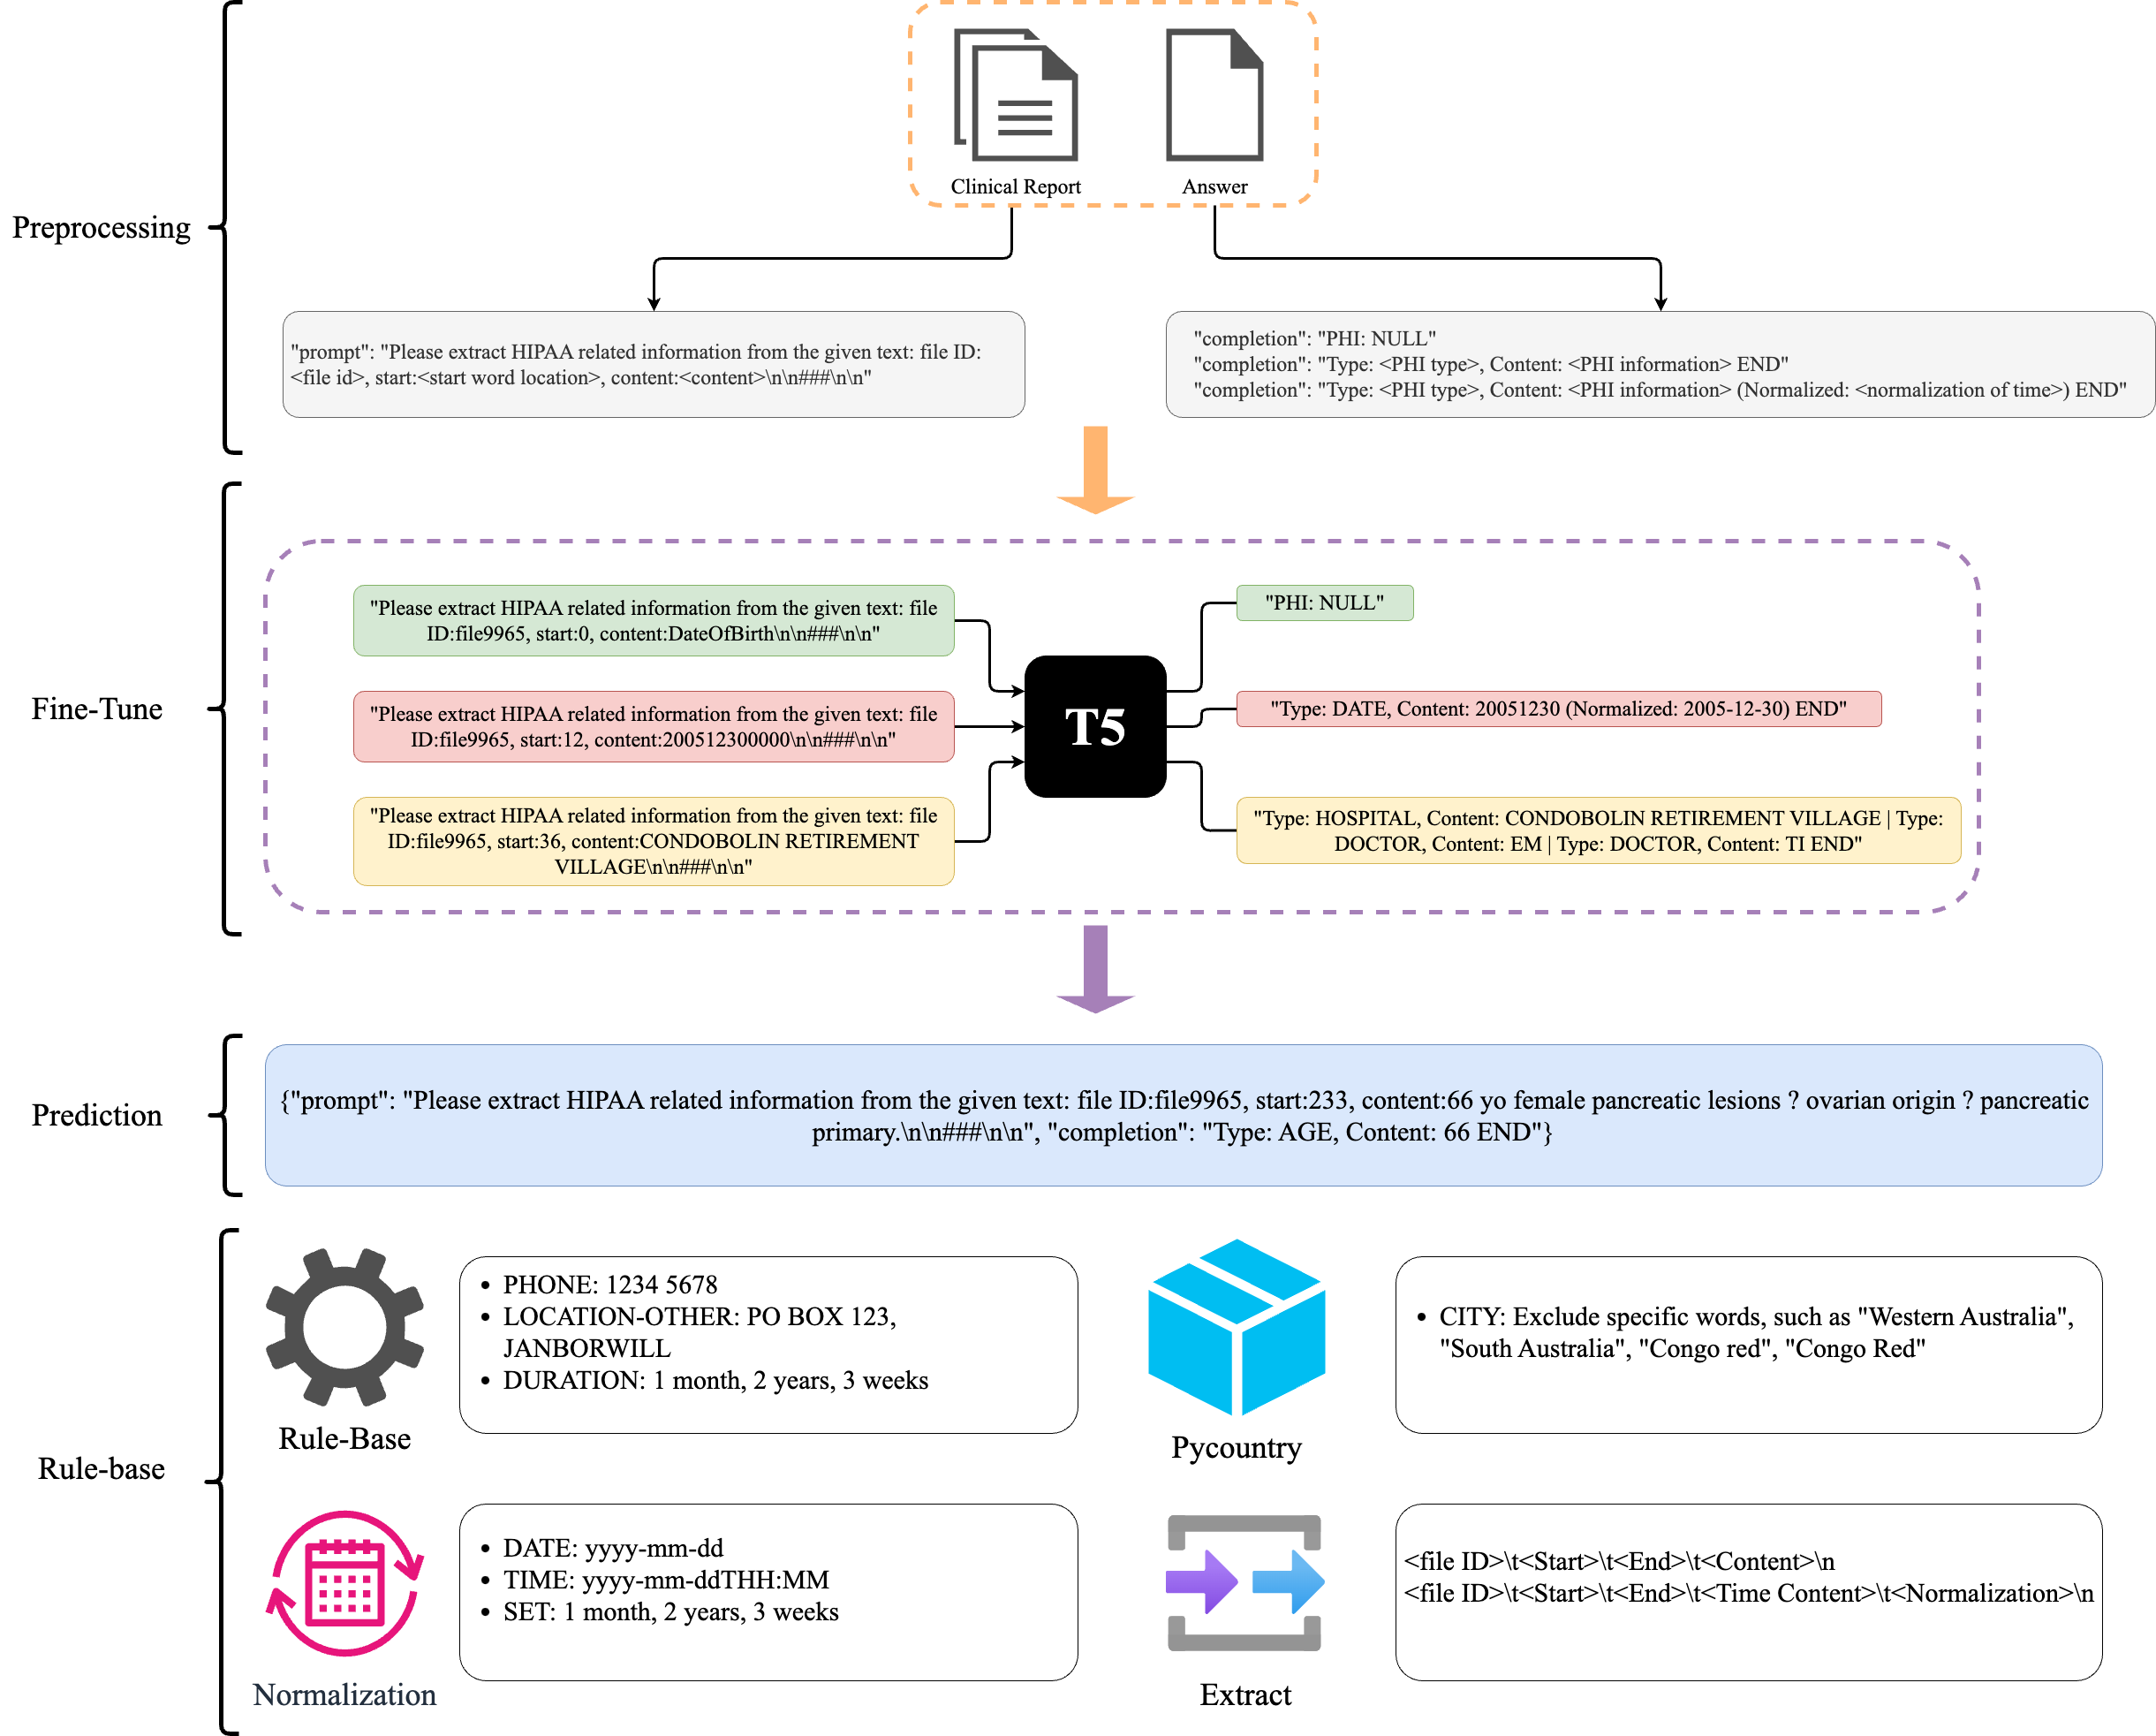 Clinical Report
Answer
Preprocessing
"prompt": "Please extract HIPAA related information from the given text: file ID:
<file id>, start:<start word location>, content:<content>\n\n###\n\n"
"completion": "PHI: NULL"
"completion": "Type: <PHI type>, Content: <PHI information> END"
"completion": "Type: <PHI type>, Content: <PHI information> (Normalized: <normalization of time>) END"
Fine-Tune
"Please extract HIPAA related information from the given text: file
ID:file9965, start:0, content:DateOfBirth\n\n###\n\n"
"Please extract HIPAA related information from the given text: file
ID:file9965, start:12, content:200512300000\n\n###\n\n"
"Please extract HIPAA related information from the given text: file
ID:file9965, start:36, content:CONDOBOLIN RETIREMENT
VILLAGE\n\n###\n\n"
T5
"PHI: NULL"
"Type: DATE, Content: 20051230 (Normalized: 2005-12-30) END"
"Type: HOSPITAL, Content: CONDOBOLIN RETIREMENT VILLAGE | Type:
DOCTOR, Content: EM | Type: DOCTOR, Content: TI END"
Prediction
{"prompt": "Please extract HIPAA related information from the given text: file ID:file9965, start:233, content:66 yo female pancreatic lesions ? ovarian origin ? pancreatic
primary.\n\n###\n\n", "completion": "Type: AGE, Content: 66 END"}
Rule-base
Rule-Base
• PHONE: 1234 5678
• LOCATION-OTHER: PO BOX 123,
JANBORWILL
• DURATION: 1 month, 2 years, 3 weeks
Pycountry
• CITY: Exclude specific words, such as "Western Australia",
"South Australia", "Congo red", "Congo Red"
Normalization
• DATE: yyyy-mm-dd
• TIME: yyyy-mm-ddTHH:MM
• SET: 1 month, 2 years, 3 weeks
Extract
<file ID>\t<Start>\t<End>\t<Content>\n
<file ID>\t<Start>\t<End>\t<Time Content>\t<Normalization>\n